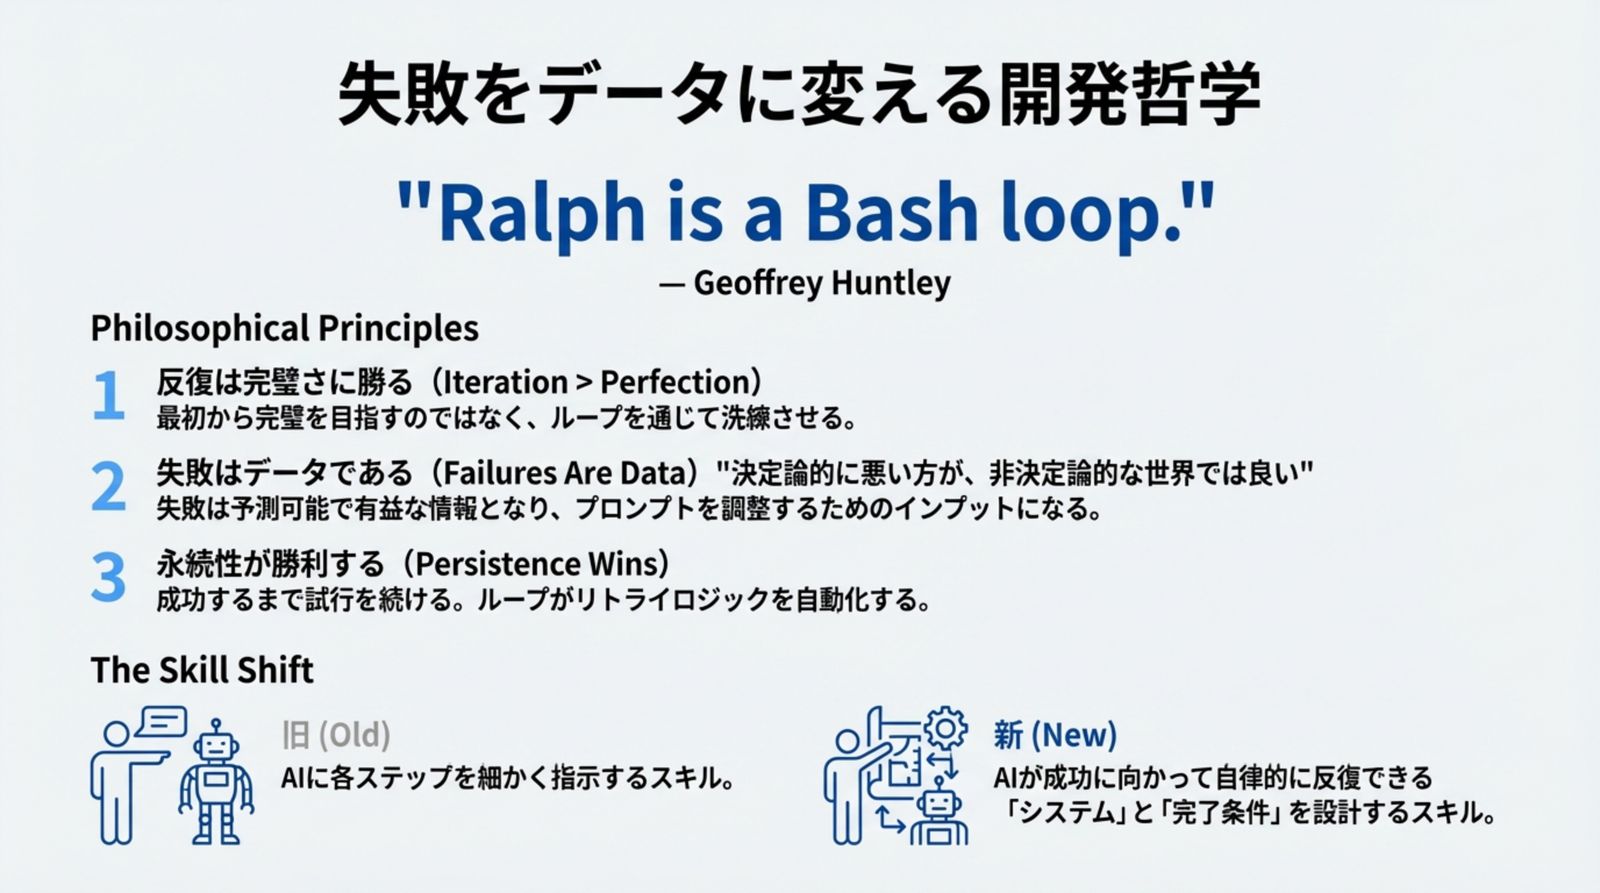 失敗をデータに変える開発哲学
"Ralph is a Bash loop."
— Geoffrey Huntley
Philosophical Principles
1 反復は完璧さに勝る（Iteration > Perfection）
最初から完璧を目指すのではなく、ループを通じて洗練させる。
2 失敗はデータである（Failures Are Data）"決定論的に悪い方が、非決定論的な世界では良い"
失敗は予測可能で有益な情報となり、プロンプトを調整するためのインプットになる。
3 永続性が勝利する（Persistence Wins）
成功するまで試行を続ける。ループがリトライロジックを自動化する。
The Skill Shift
旧 (Old)
AIに各ステップを細かく指示するスキル。
新 (New)
AIが成功に向かって自律的に反復できる
「システム」と「完了条件」を設計するスキル。